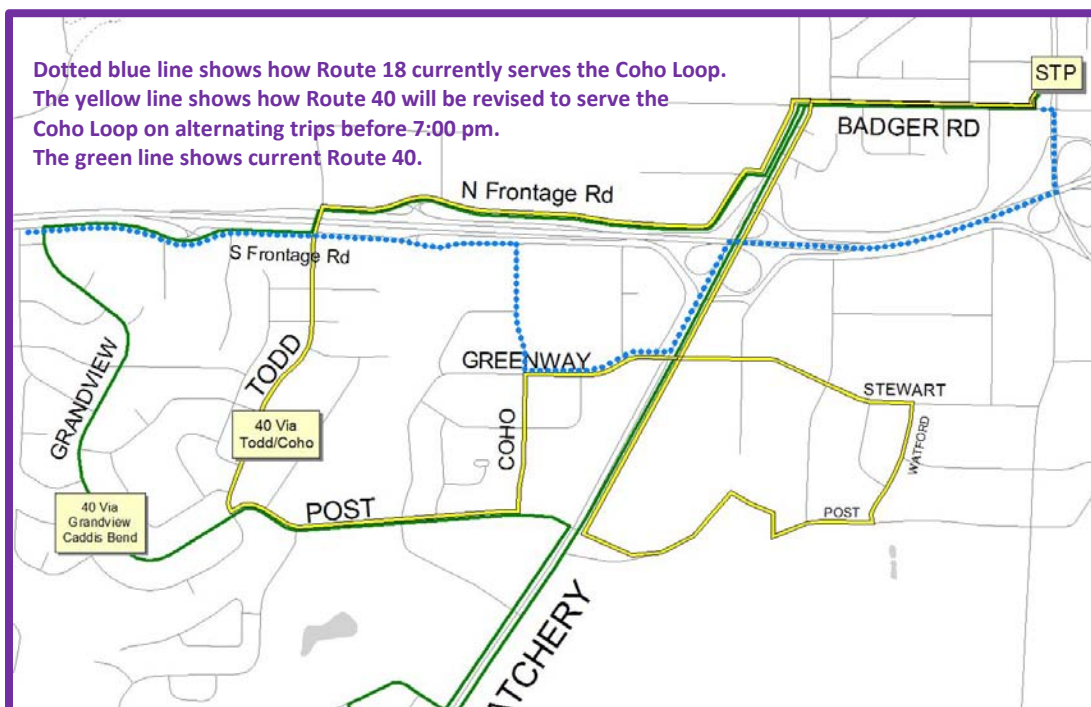 Dotted blue line shows how Route 18 currently serves the Coho Loop.
The yellow line shows how Route 40 will be revised to serve the
Coho Loop on alternating trips before 7:00 pm.
The green line shows current Route 40.
STP
BADGER RD
N Frontage Rd
S Frontage Rd
GRANDVIEW
TODD
GREENWAY
STEWART
WATFORD
40 Via
Todd/Coho
COHO
40 Via
Grandview
Caddis Bend
POST
POST
ATCHERY